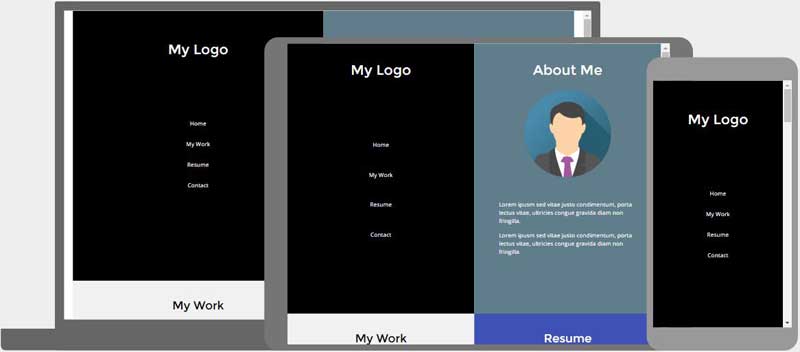 My Logo
Home
My Work
Resume
Contact
My Work
My Logo
Home
My Work
Resume
Contact
My Work
About Me
Lorem ipusm sed vitae justo condimentum, porta
lectus vitae, ultricies congue gravida diam non
fringilla.
Lorem ipusm sed vitae justo condimentum, porta
lectus vitae, ultricies congue gravida diam non
fringilla.
Resume
My Logo
Home
My Work
Resume
Contact